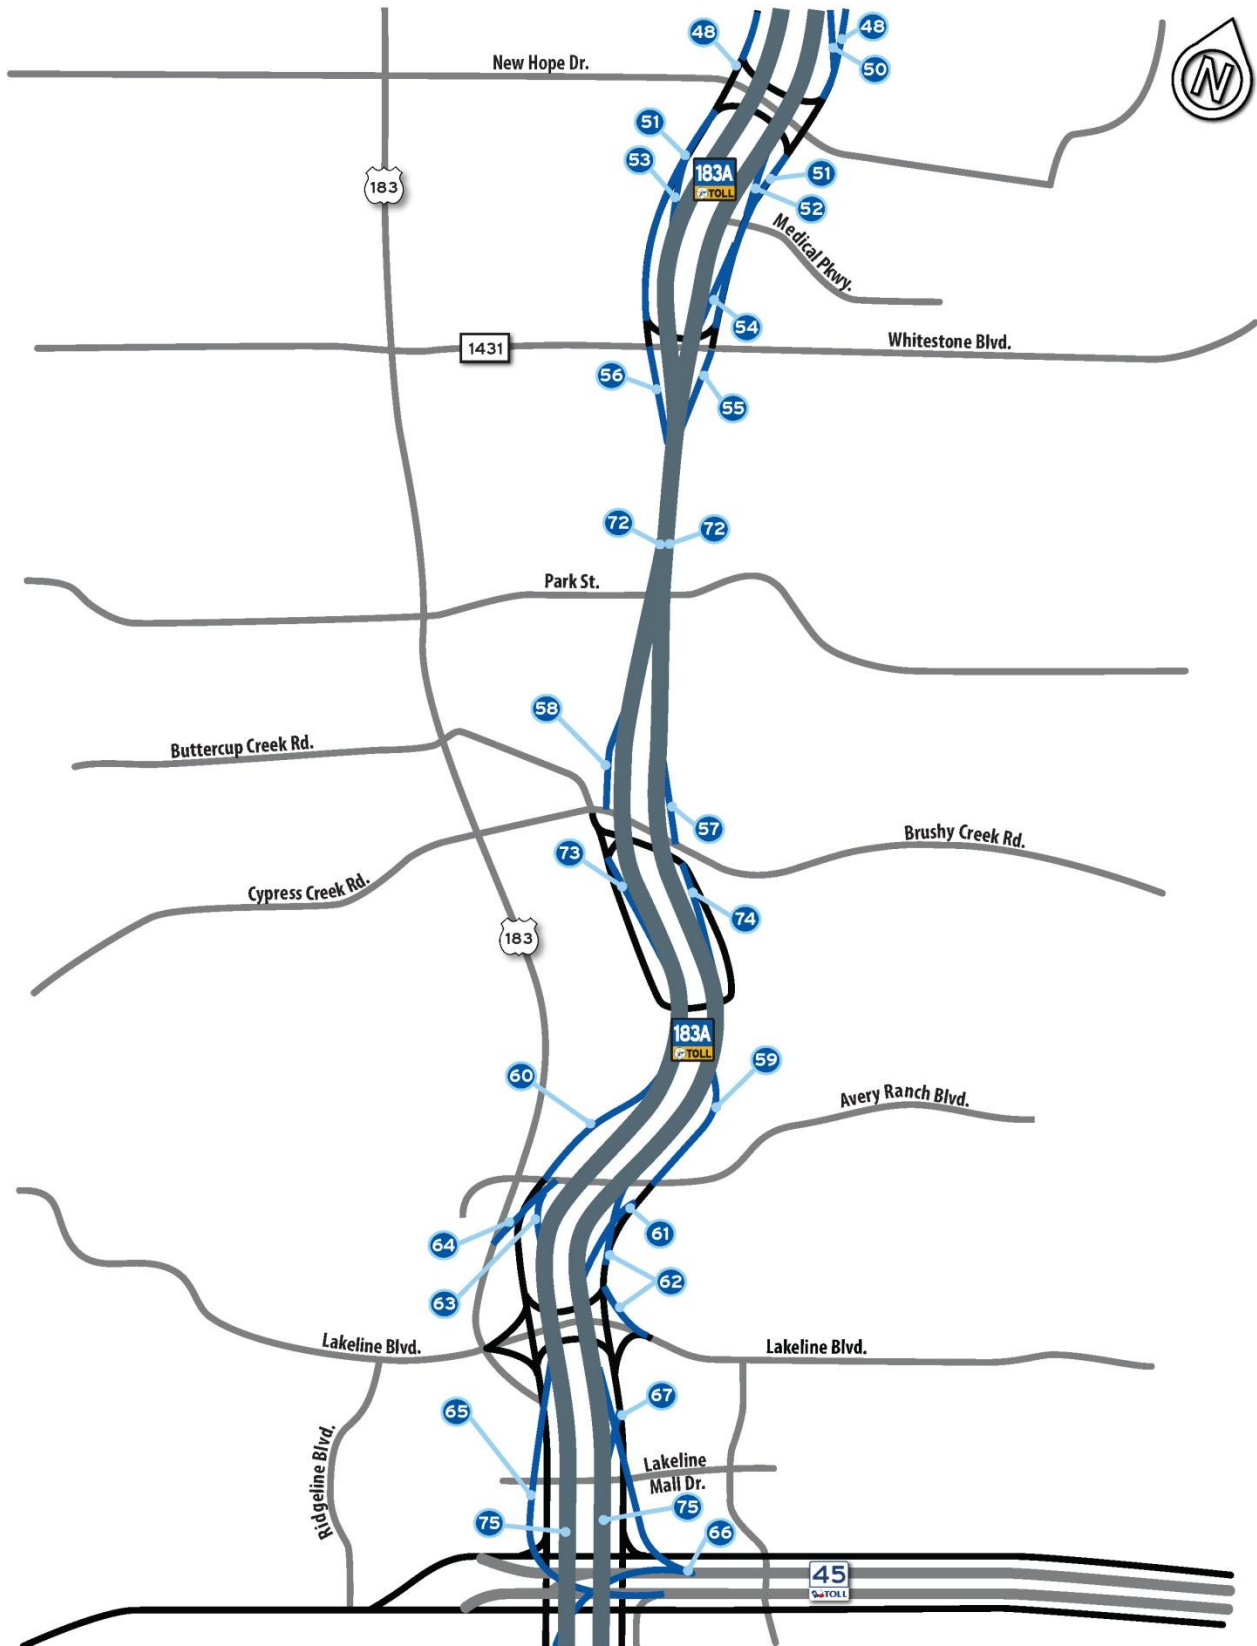 48
48
New Hope Dr.
50
N
51
53
183A
TOLL
51
183
52
Medical Pkwy.
54
1431
Whitestone Blvd.
56
55
72
72
Park St.
58
Buttercup Creek Rd.
57
Brushy Creek Rd.
73
Cypress Creek Rd.
74
183
183A
TOLL
59
60
Avery Ranch Blvd.
61
64
62
63
Lakeline Blvd.
Lakeline Blvd.
67
65
Ridgeline Blvd.
Lakeline
Mall Dr.
75
75
66
45
TOLL